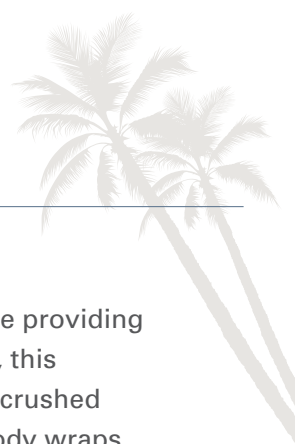 e providing
, this
crushed
ody wraps